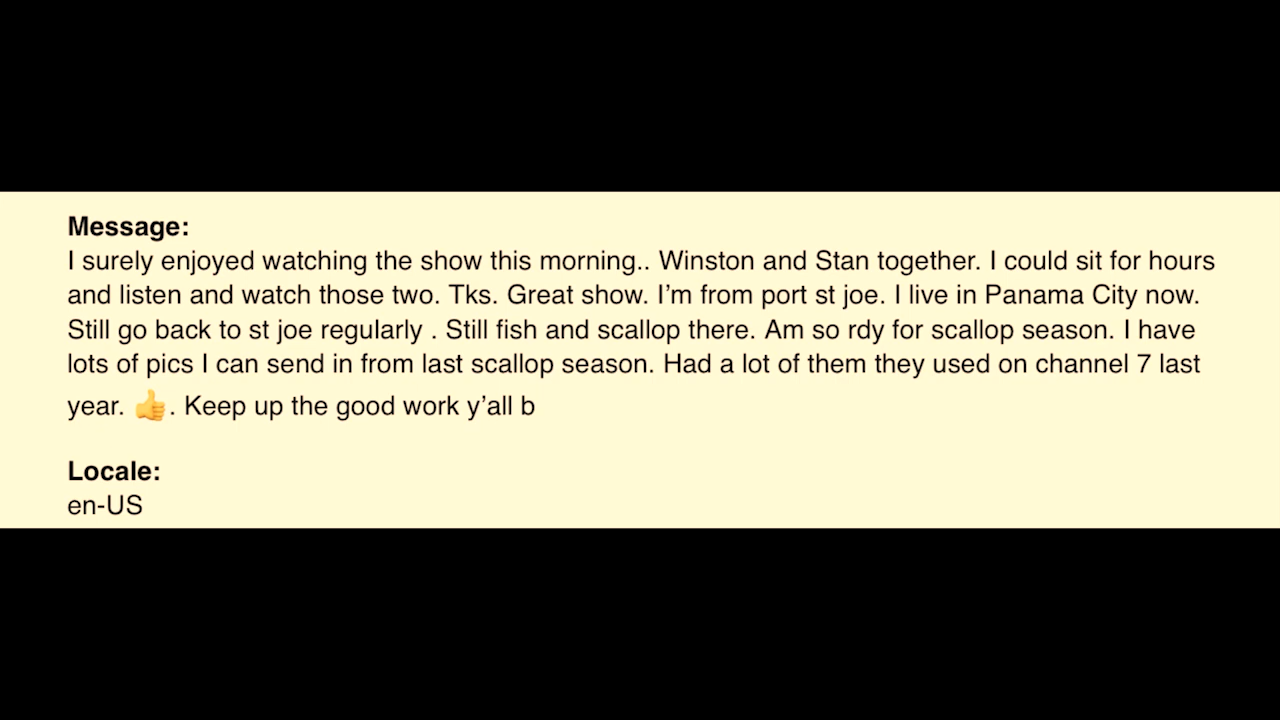 Message:
I surely enjoyed watching the show this morning.. Winston and Stan together. I could sit for hours
and listen and watch those two. Tks. Great show. I’m from port st joe. I live in Panama City now.
Still go back to st joe regularly . Still fish and scallop there. Am so rdy for scallop season. I have
lots of pics I can send in from last scallop season. Had a lot of them they used on channel 7 last
year. 👍. Keep up the good work y’all b
Locale:
en-US